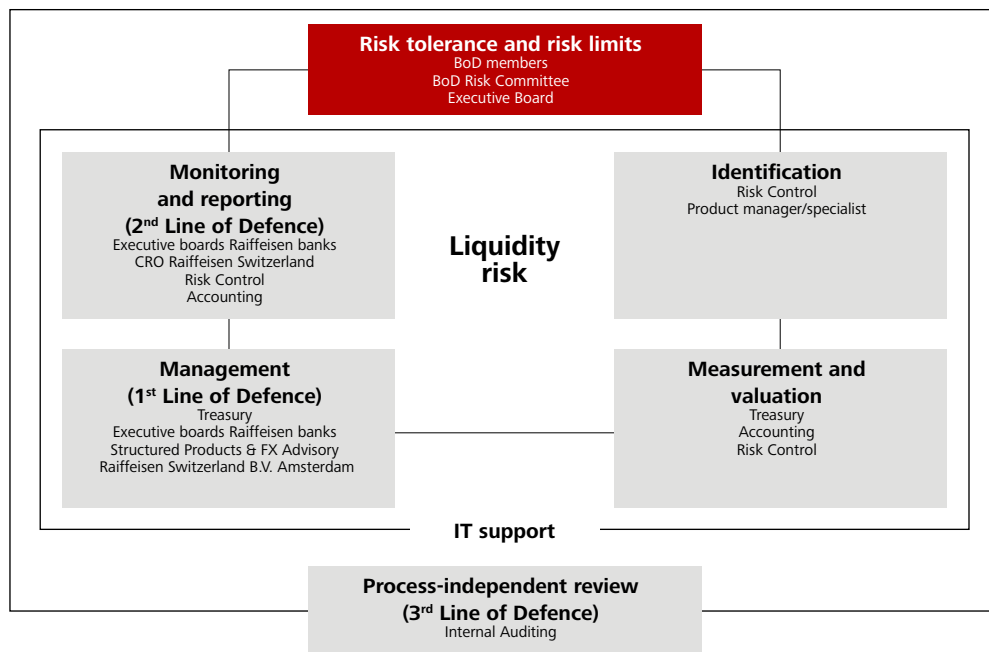 Risk tolerance and risk limits
BoD members
BoD Risk Committee
Executive Board
Monitoring
and reporting
(2nd Line of Defence)
Executive boards Raiffeisen banks
CRO Raiffeisen Switzerland
Risk Control
Accounting
Identification
Risk Control
Product manager/specialist
Liquidity
risk
Management
(1st Line of Defence)
Treasury
Executive boards Raiffeisen banks
Structured Products & FX Advisory
Raiffeisen Switzerland B.V. Amsterdam
Measurement and
valuation
Treasury
Accounting
Risk Control
IT support
Process-independent review
(3rd Line of Defence)
Internal Auditing